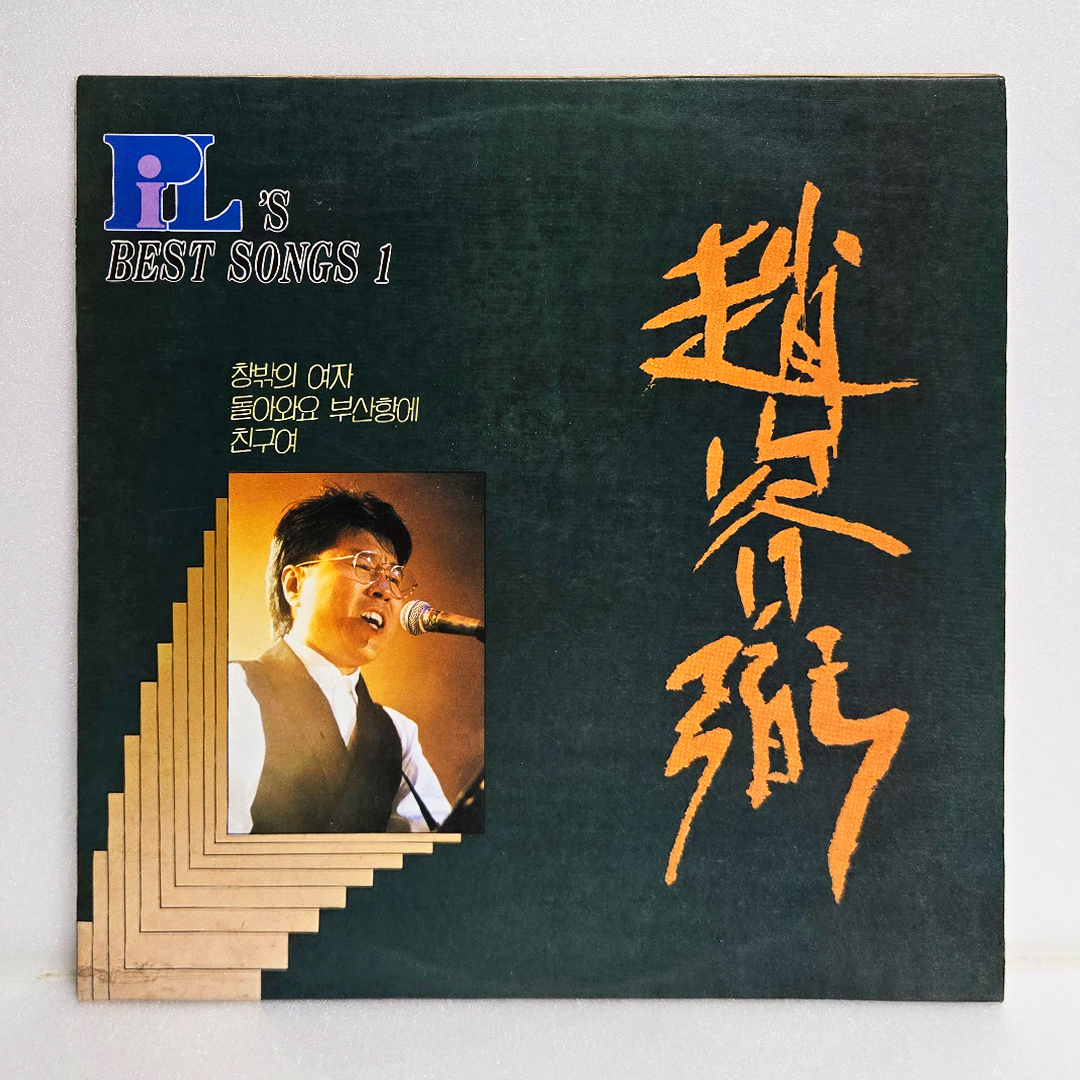 PiL'S
BEST SONGS 1
창밖의 여자
돌아와요 부산항에
친구여
趙容弼